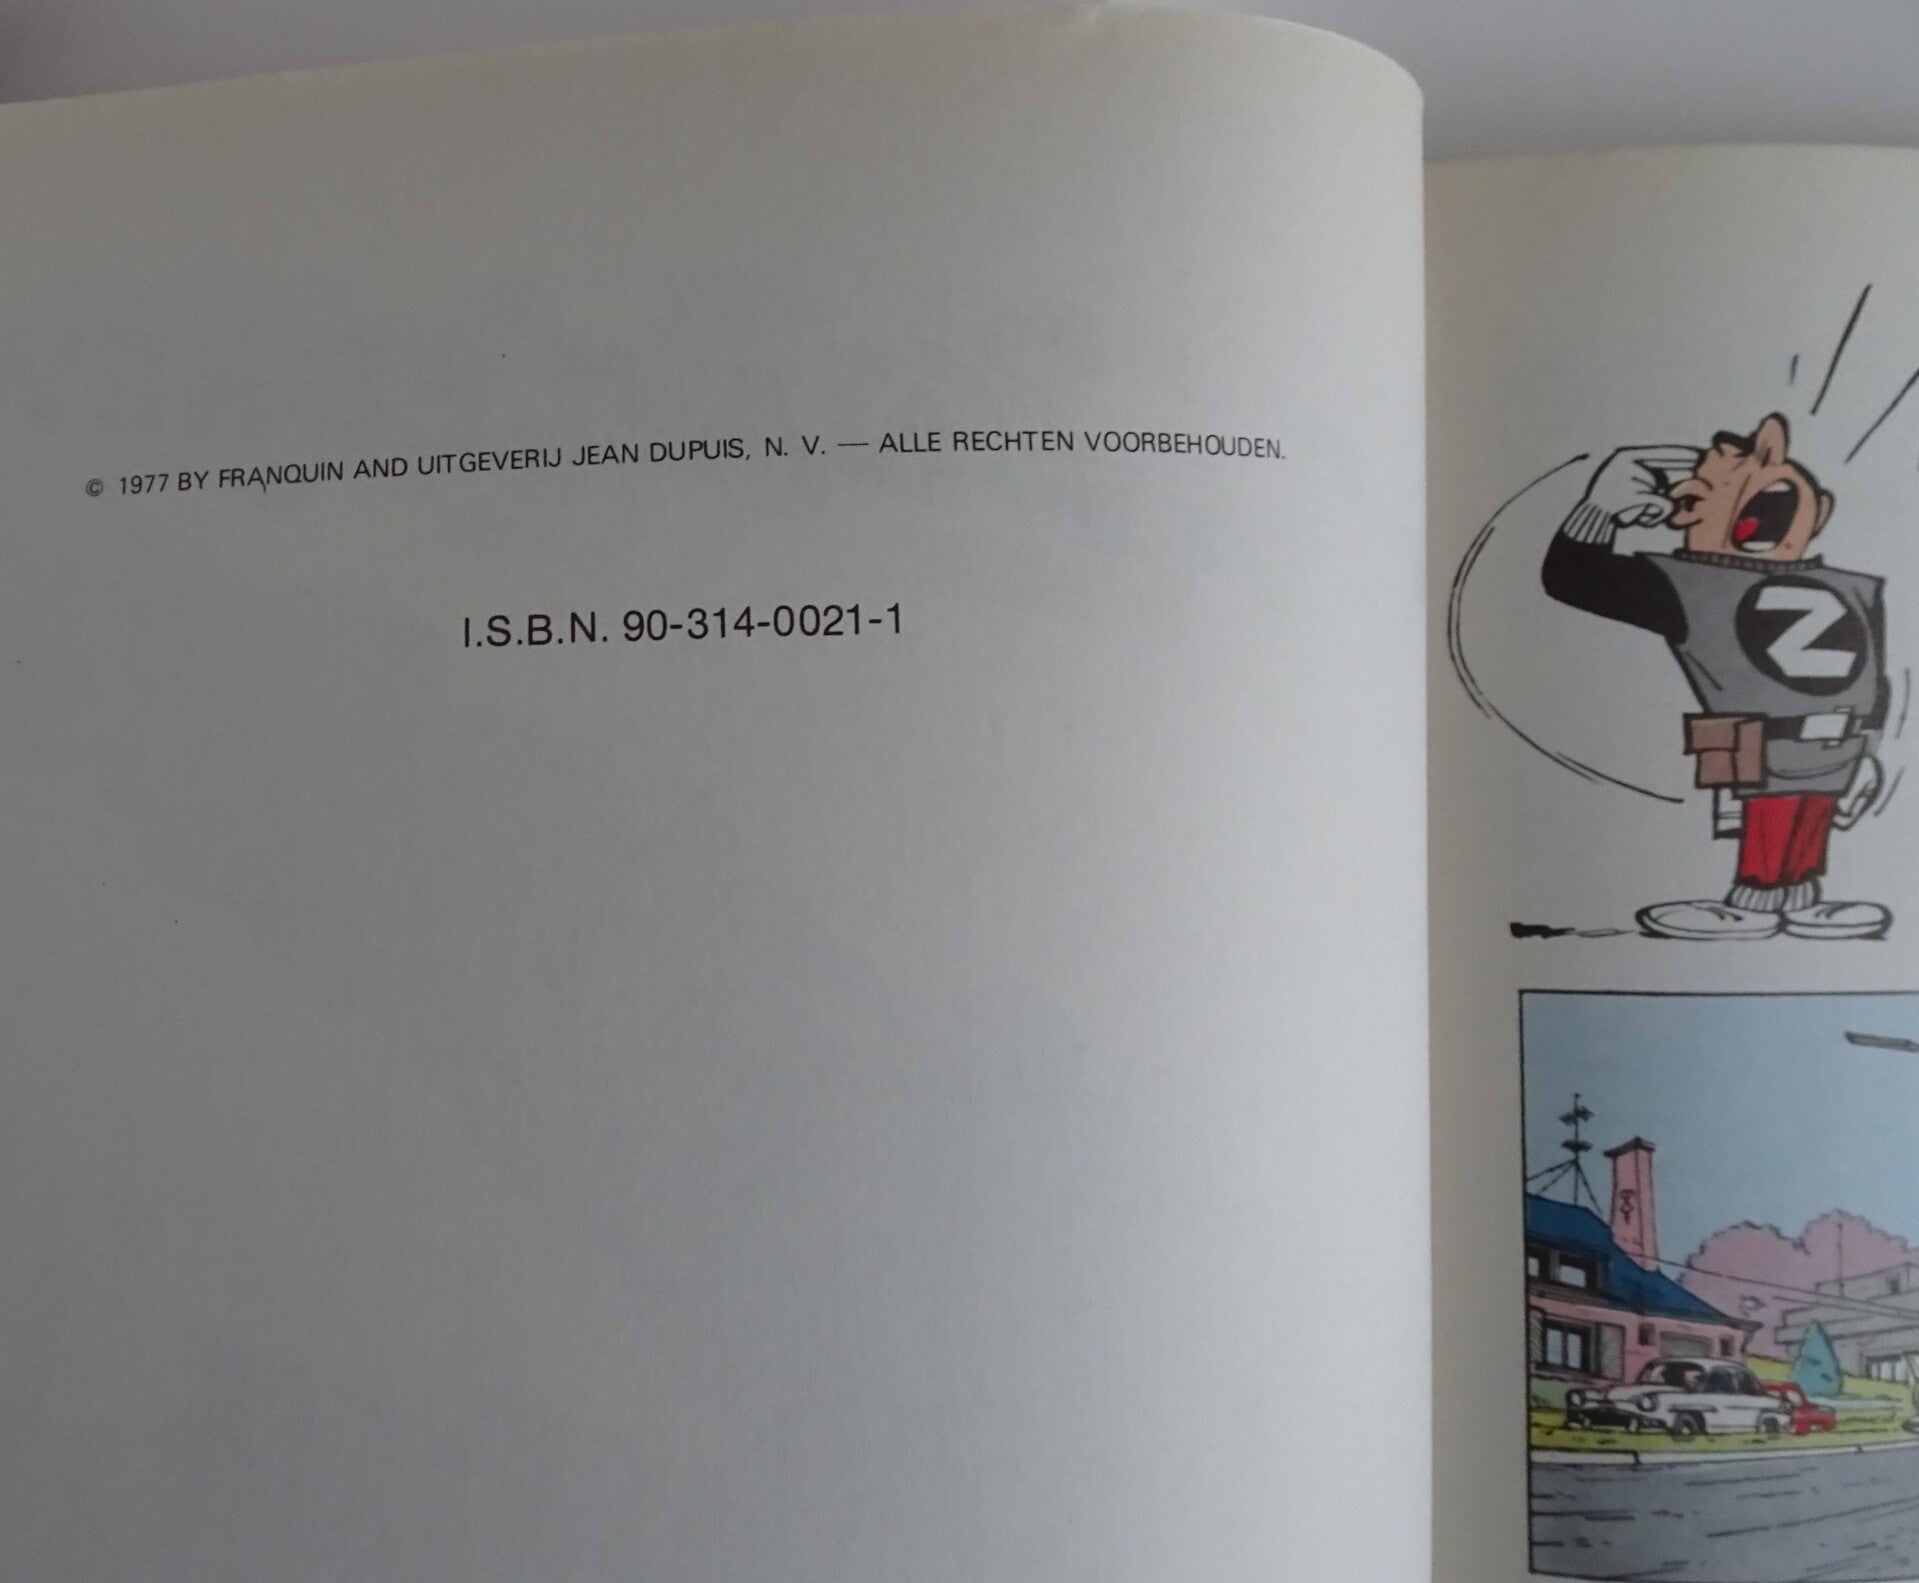 © 1977 BY FRANQUIN AND UITGEVERIJ JEAN DUPUIS, N. V. — ALLE RECHTEN VOORBEHOUDEN.
I.S.B.N. 90-314-0021-1
Z